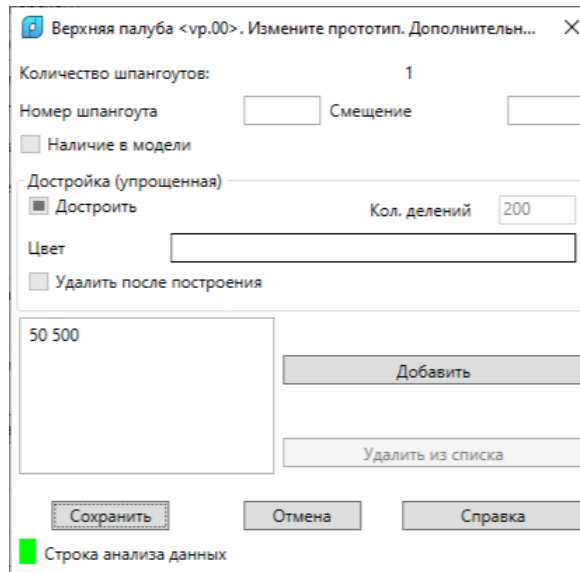 Верхняя палуба <vp.00>. Измените прототип. Дополнительн...
Количество шпангоутов: 1
Номер шпангоута Смещение
Наличие в модели
Достройка (упрощенная)
Достроить Кол. делений 200
Цвет
Удалить после построения
50 500
Добавить
Удалить из списка
Сохранить Отмена Справка
Строка анализа данных